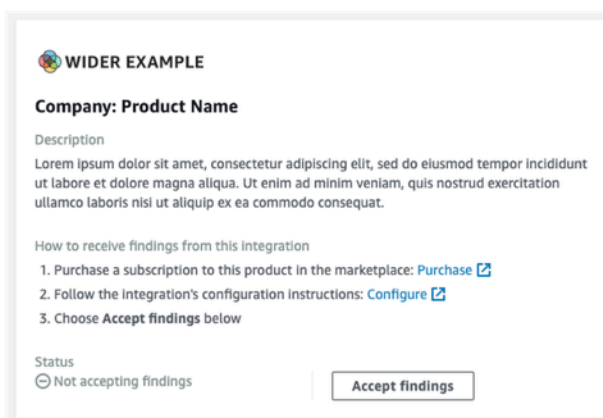 WIDER EXAMPLE
Company: Product Name
Description
Lorem ipsum dolor sit amet, consectetur adipiscing elit, sed do eiusmod tempor incididunt
ut labore et dolore magna aliqua. Ut enim ad minim veniam, quis nostrud exercitation
ullamco laboris nisi ut aliquip ex ea commodo consequat.
How to receive findings from this integration
1. Purchase a subscription to this product in the marketplace: Purchase
2. Follow the integration's configuration instructions: Configure
3. Choose Accept findings below
Status
Not accepting findings
Accept findings